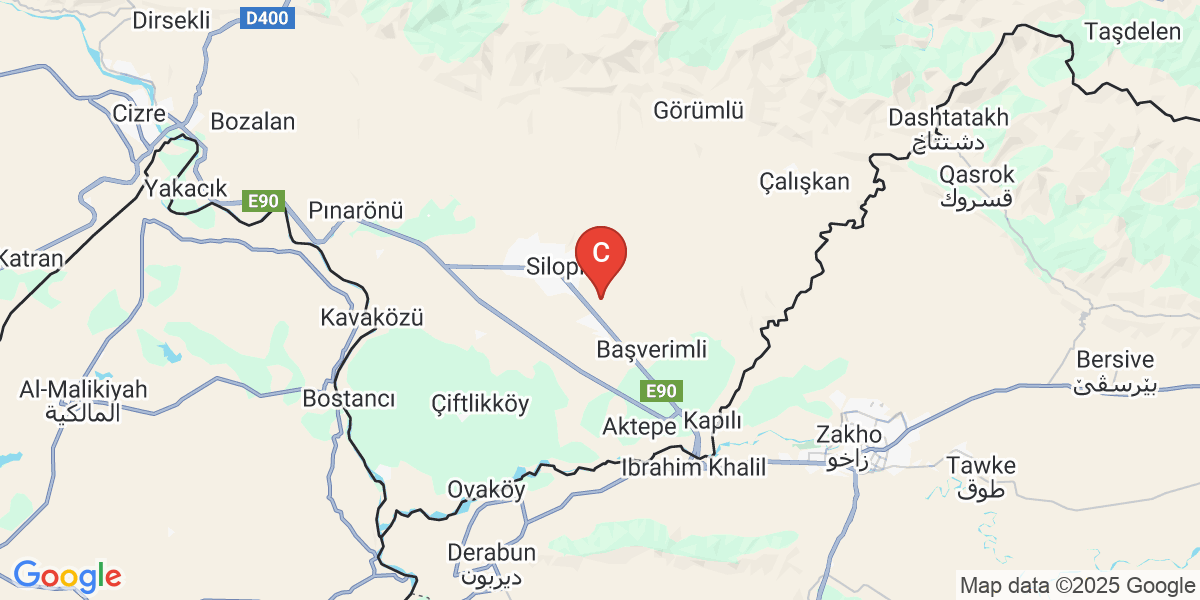 Dirsekli
D400
Taşdelen
Cizre
Bozalan
Görümlü
Dashtatakh
دشتتاخ
Yakacık
E90
Pınarönü
Çalışkan
Qasrok
قسروك
Katran
Silopi
C
Kavaközü
Başverimli
Bersive
بێرسڤێ
Al-Malikiyah
المالكية
Bostancı
Çiftlikköy
E90
Aktepe
Kapılı
Zakho
زاخو
Ibrahim Khalil
Tawke
طوق
Ovaköy
Derabun
ديربون
Google
Map data ©2025 Google